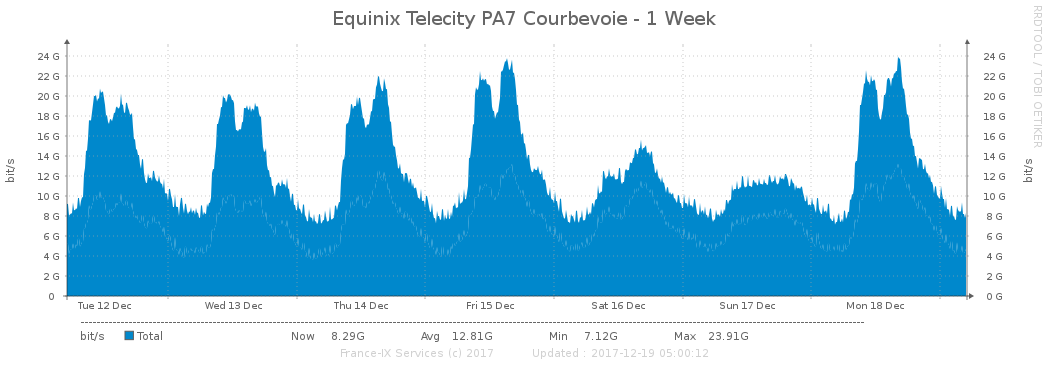 Equinix Telecity PA7 Courbevoie - 1 Week
RRDTOOL / TOBI OETIKER
bit/s
24 G 24 G
22 G 22 G
20 G 20 G
18 G 18 G
16 G 16 G
14 G 14 G
12 G 12 G
10 G 10 G
8 G 8 G
6 G 6 G
4 G 4 G
2 G 2 G
0 0 G
bit/s
Tue 12 Dec Wed 13 Dec Thu 14 Dec Fri 15 Dec Sat 16 Dec Sun 17 Dec Mon 18 Dec
bit/s Total Now 8.29G Avg 12.81G Min 7.12G Max 23.91G
France-IX Services (c) 2017 Updated : 2017-12-19 05:00:12